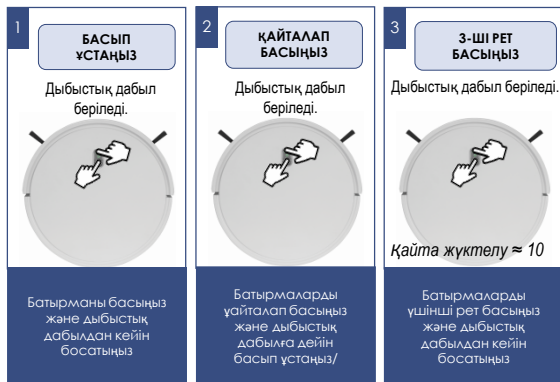 1
БАСЫП
ҰСТАҢЫЗ
Дыбыстық дабыл
беріледі.
Батырманы басыңыз
және дыбыстық
дабылдан кейін
босатыңыз
2
ҚАЙТАЛАП
БАСЫҢЫЗ
Дыбыстық дабыл
беріледі.
Батырмаларды
ұайталап басыңыз
және дыбыстық
дабылға дейін
басып ұстаңыз/
3
3-ШІ РЕТ
БАСЫҢЫЗ
Дыбыстық дабыл беріледі.
Қайта жүктелу ≈ 10
Батырмаларды
үшінші рет басыңыз
және дыбыстық
дабылдан кейін
босатыңыз